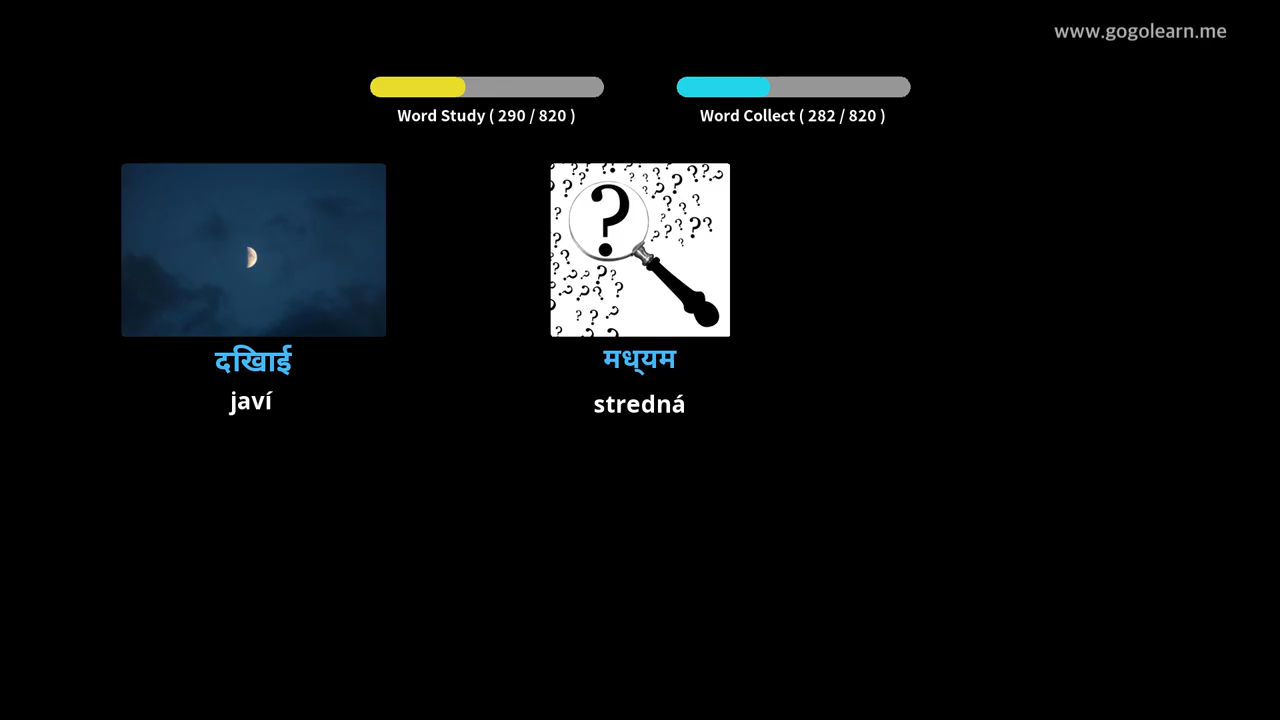 www.gogolearn.me
Word Study ( 290 / 820 )
Word Collect ( 282 / 820 )
दिखाई
javí
मध्यम
stredná